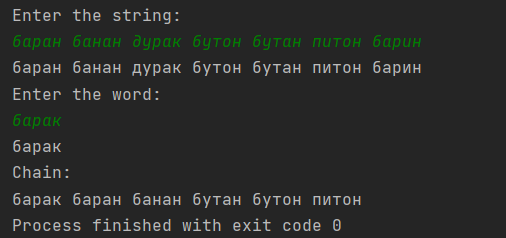 Enter the string:
баран банан дурак бутон бутан питон барин
баран банан дурак бутон бутан питон барин
Enter the word:
барак
барак
Chain:
барак баран банан бутан бутон питон
Process finished with exit code 0